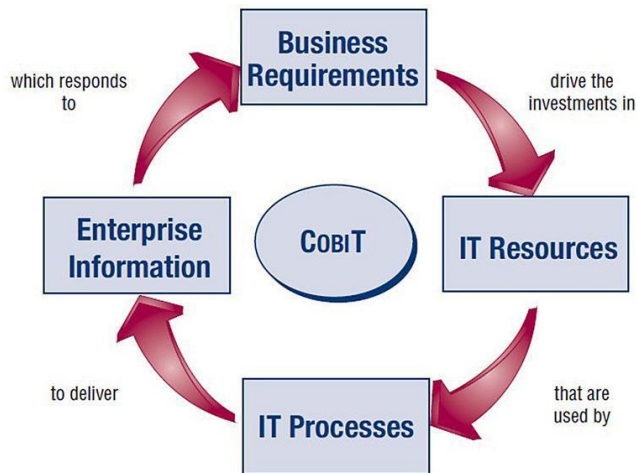 Business
Requirements
drive the
investments in
IT Resources
that are
used by
IT Processes
to deliver
Enterprise
Information
which responds
to
COBIT